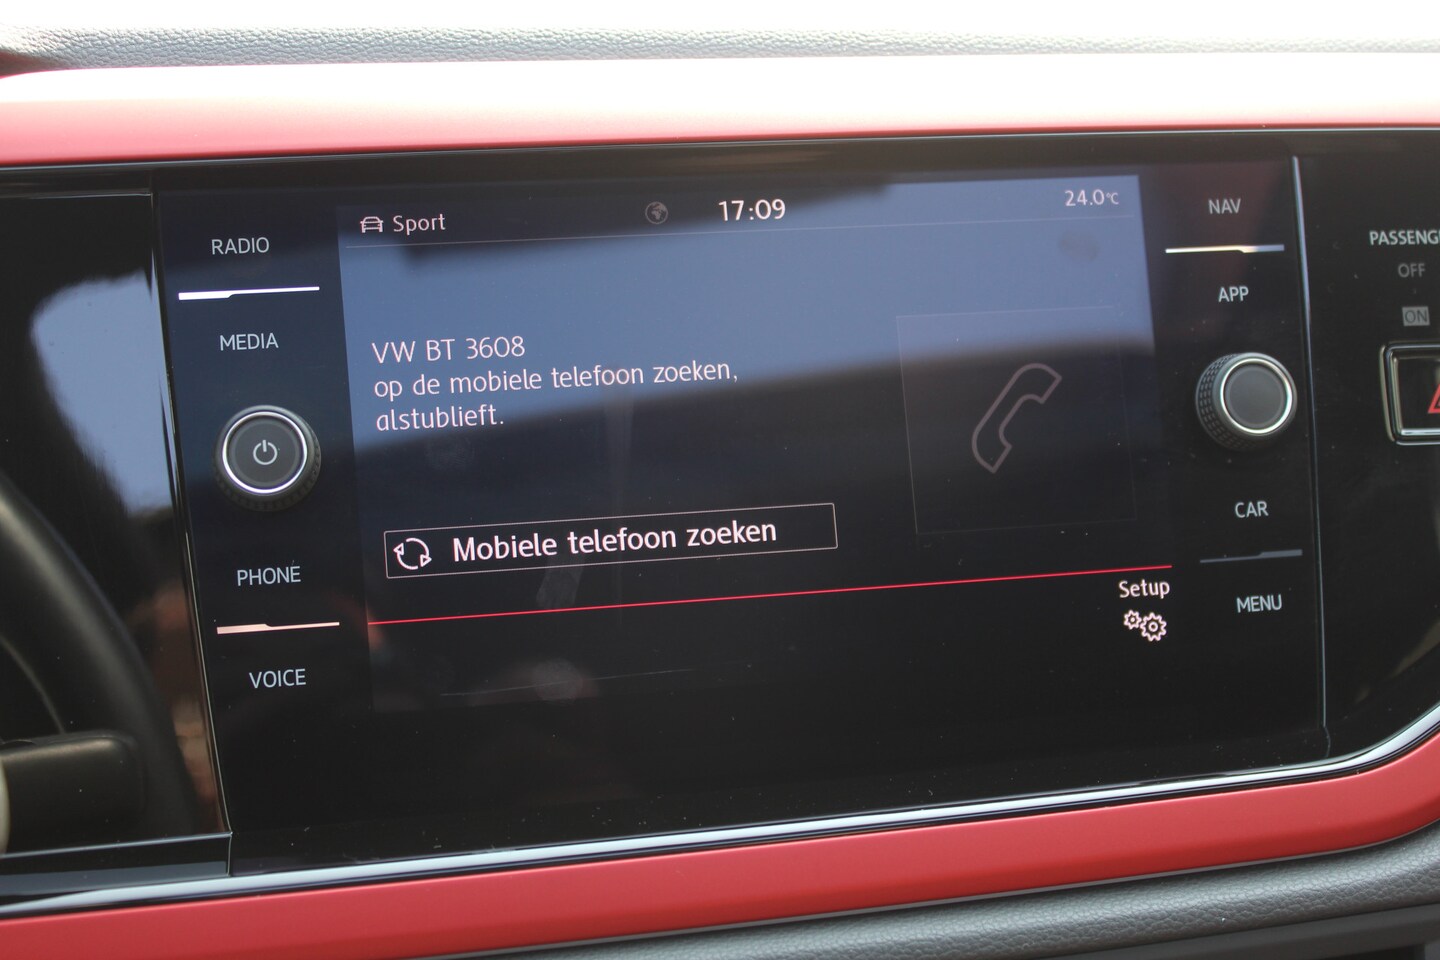 Sport 17:09 24.0°C
RADIO
MEDIA
PHONE
VOICE
VW BT 3608
op de mobiele telefoon zoeken,
alstublieft.
Mobiele telefoon zoeken
Setup
NAV
APP
CAR
MENU
PASSENG
OFF
ON